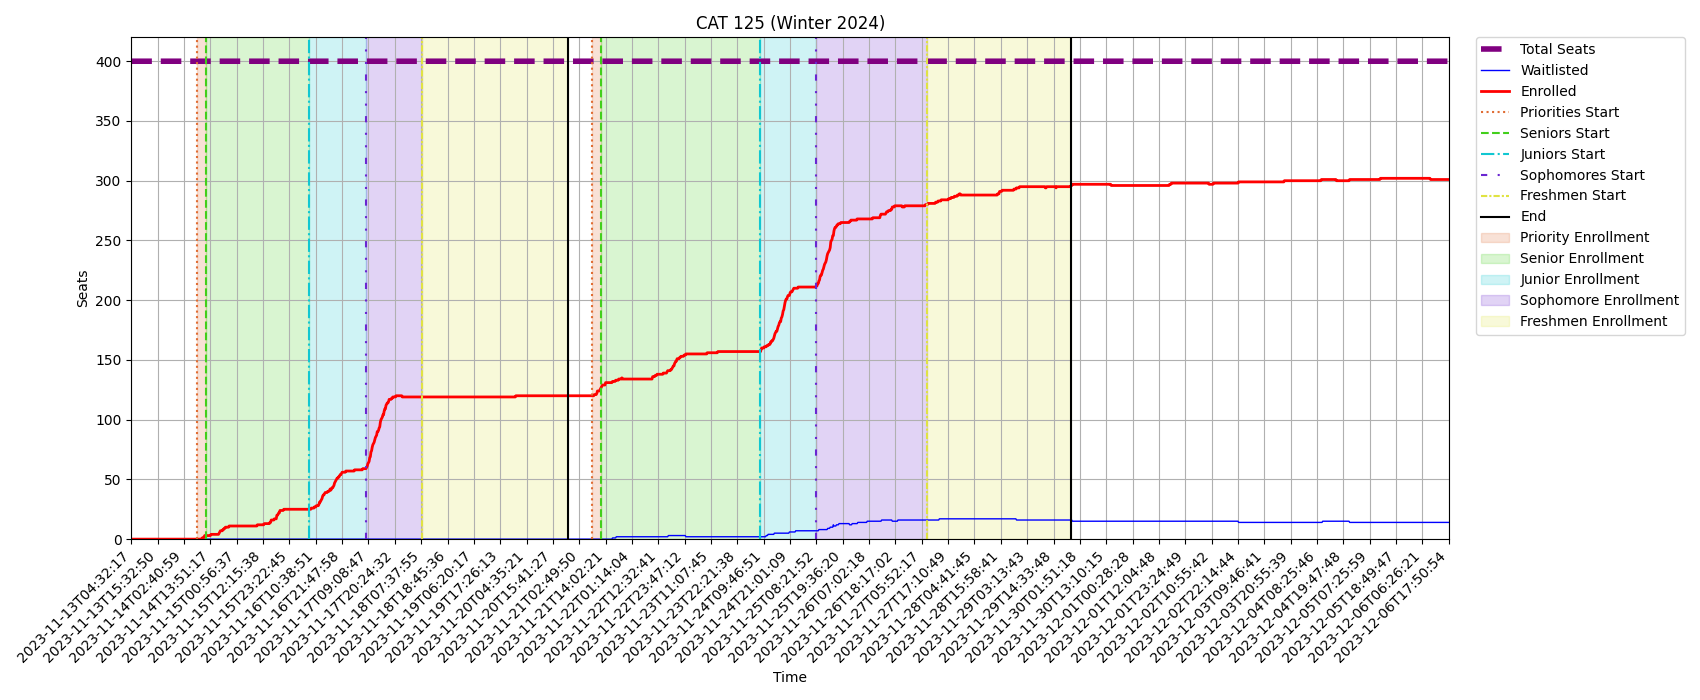 CAT 125 (Winter 2024)
Seats
400
350
300
250
200
150
100
50
0
2023-11-13T04:32:17
2023-11-13T15:32:50
2023-11-14T02:40:59
2023-11-14T13:51:17
2023-11-15T00:56:37
2023-11-15T12:15:38
2023-11-15T23:22:45
2023-11-16T10:38:51
2023-11-16T21:47:58
2023-11-17T09:08:47
2023-11-17T20:24:32
2023-11-18T07:37:55
2023-11-18T18:45:36
2023-11-19T06:20:17
2023-11-19T17:26:13
2023-11-20T04:35:21
2023-11-20T15:41:27
2023-11-21T02:49:50
2023-11-21T14:02:21
2023-11-22T01:14:04
2023-11-22T12:32:41
2023-11-22T23:47:12
2023-11-23T11:07:45
2023-11-23T22:21:38
2023-11-24T09:46:51
2023-11-24T21:01:09
2023-11-25T08:21:52
2023-11-25T19:36:20
2023-11-26T07:02:18
2023-11-26T18:17:02
2023-11-27T05:52:17
2023-11-27T17:10:49
2023-11-28T04:41:45
2023-11-28T15:58:41
2023-11-29T03:13:43
2023-11-29T14:33:48
2023-11-30T01:51:18
2023-11-30T13:10:15
2023-12-01T00:28:28
2023-12-01T12:04:48
2023-12-01T23:24:49
2023-12-02T10:55:42
2023-12-02T22:14:44
2023-12-03T09:46:41
2023-12-03T20:55:39
2023-12-04T08:25:46
2023-12-04T19:47:48
2023-12-05T07:25:59
2023-12-05T18:49:47
2023-12-06T06:26:21
2023-12-06T17:50:54
Time
Total Seats
Waitlisted
Enrolled
Priorities Start
Seniors Start
Juniors Start
Sophomores Start
Freshmen Start
End
Priority Enrollment
Senior Enrollment
Junior Enrollment
Sophomore Enrollment
Freshmen Enrollment